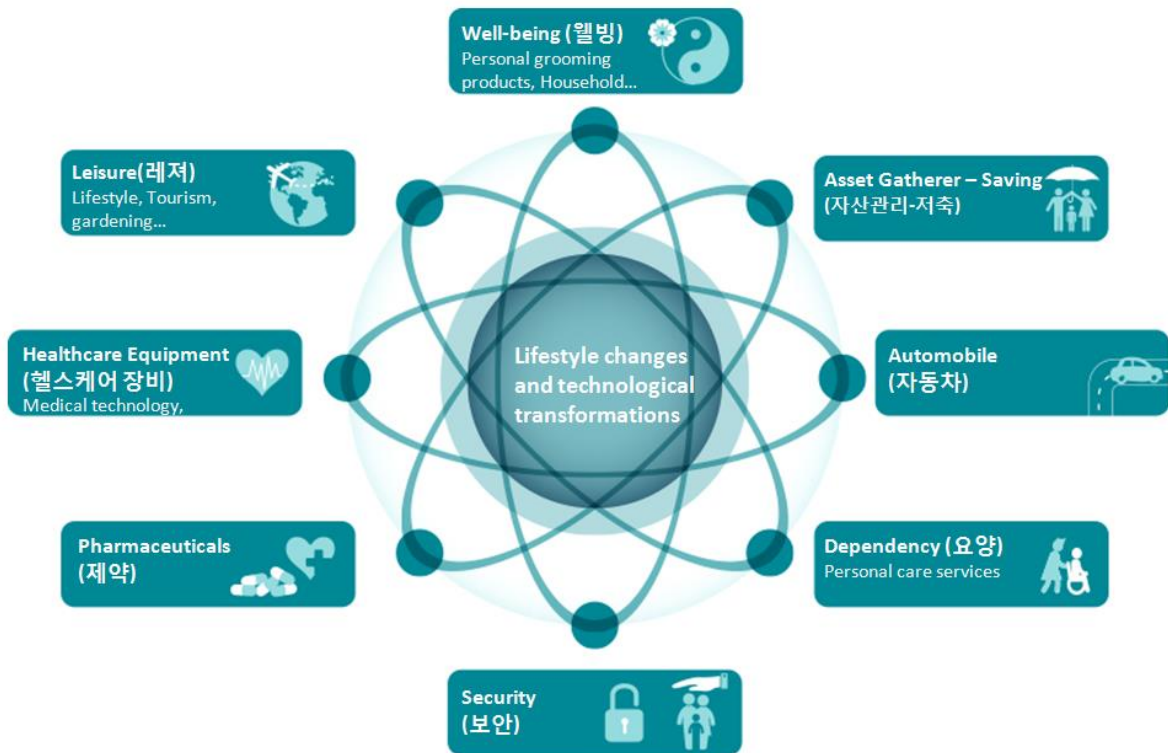 Well-being (웰빙)
Personal grooming
products, Household...
Leisure(레져)
Lifestyle, Tourism,
gardening...
Asset Gatherer – Saving
(자산관리-저축)
Healthcare Equipment
(헬스케어 장비)
Medical technology,
Lifestyle changes
and technological
transformations
Automobile
(자동차)
Pharmaceuticals
(제약)
Dependency (요양)
Personal care services
Security
(보안)